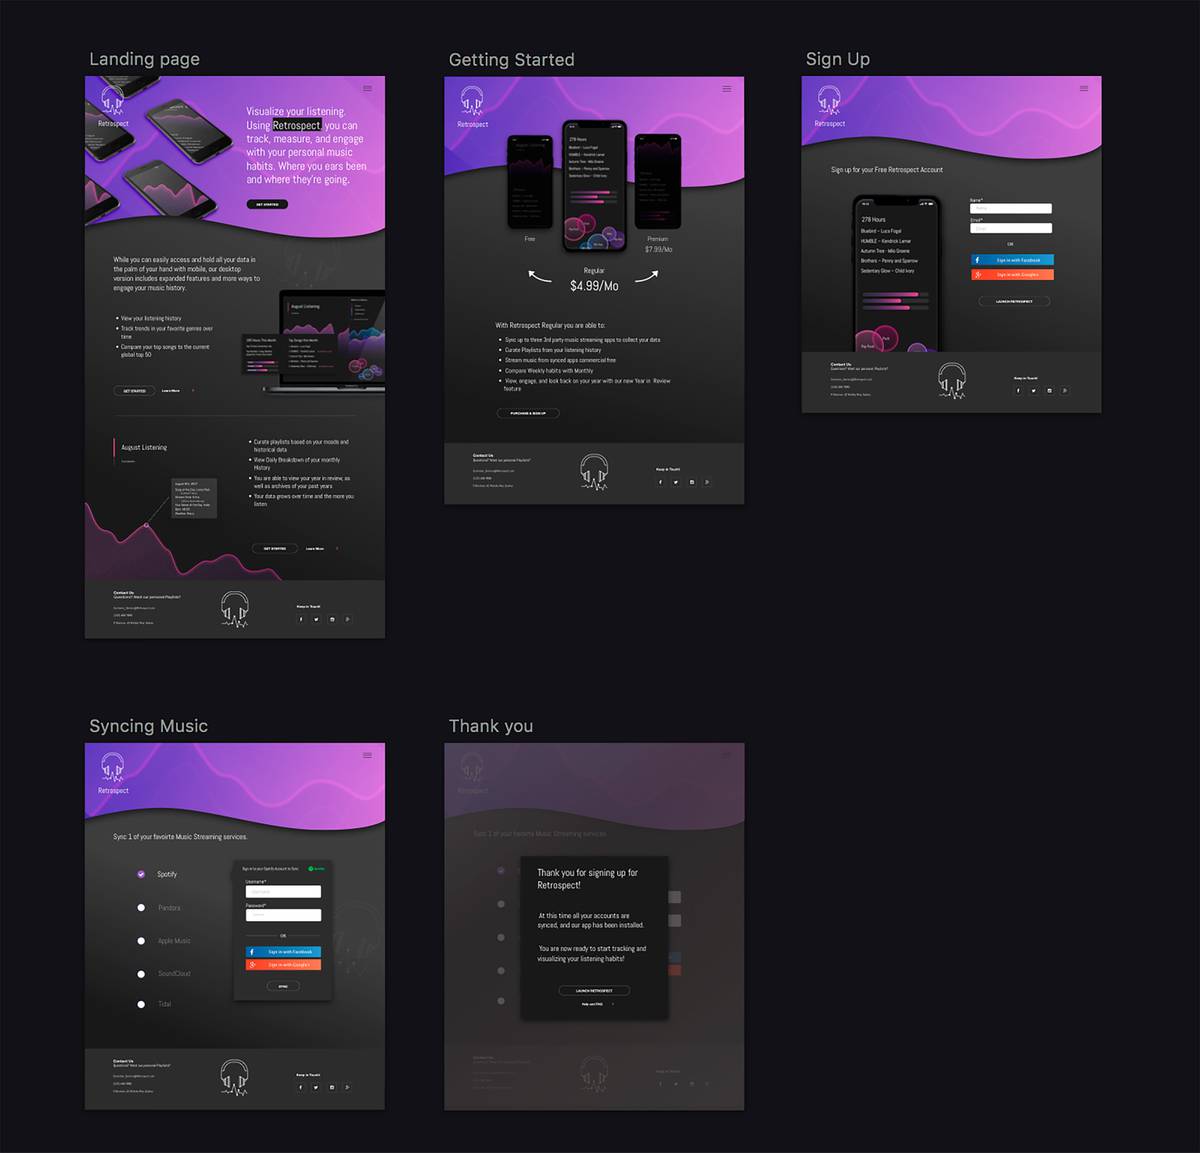 Landing page
Retrospect
Visualize your listening.
Using Retrospect, you can
track, measure, and engage
with your personal music
habits. Where you ears been
and where they're going.
GET STARTED
While you can easily access and hold all your data in
the palm of your hand with mobile, our desktop
version includes expanded features and more ways to
engage your music history.
View your listening history
Track trends in your favorite genres over
time
Compare your top songs to the current
global top 50
GET STARTED
Learn More
August Listening
August Listening
Curate playlists based on your moods and
historical data
View Daily Breakdown of your monthly
History
You are able to view your year in review, as
well as archives of your past years
Your data grows over time and the more you
listen
GET STARTED
Learn More
Contact Us
Questions? Want our personal Playlists?
Keep in Touch!
Getting Started
Retrospect
278 Hours
Bluebird - Luca Fogal
HUMBLE - Kendrick Lamar
Autumn Tree - Milo Greene
Brothers - Penny and Sparrow
Sedentary Glow - Child Ivory
Free
Premium
$7.99/Mo
Regular
$4.99/Mo
With Retrospect Regular you are able to:
Sync up to three 3rd party music streaming apps to collect your data
Curate Playlists from your listening history
Stream music from synced apps commercial free
Compare Weekly habits with Monthly
View, engage, and look back on your year with our new Year in Review
feature
PURCHASE & SIGN UP
Contact Us
Questions? Want our personal Playlists?
Keep in Touch!
Sign Up
Retrospect
Sign up for your Free Retrospect Account
278 Hours
Bluebird – Luca Fogal
HUMBLE – Kendrick Lamar
Autumn Tree - Milo Greene
Brothers – Penny and Sparrow
Sedentary Glow – Child Ivory
Name*
Email*
OR
Sign in with Facebook
Sign in with Google+
LAUNCH RETROSPECT
Contact Us
Questions? Want our personal Playlists?
Keep in Touch!
Syncing Music
Retrospect
Sync 1 of your favoirte Music Streaming services.
Spotify
Pandora
Apple Music
SoundCloud
Tidal
Sign in to your Spotify Account to Sync
Username*
Password*
OR
Sign in with Facebook
Sign in with Google+
SYNC
Contact Us
Questions? Want our personal Playlists?
Keep in Touch!
Thank you
Retrospect
Sync 1 of your favoirte Music Streaming services.
Thank you for signing up for
Retrospect!
At this time all your accounts are
synced, and our app has been installed.
You are now ready to start tracking and
visualizing your listening habits!
LAUNCH RETROSPECT
Contact Us
Keep in Touch!